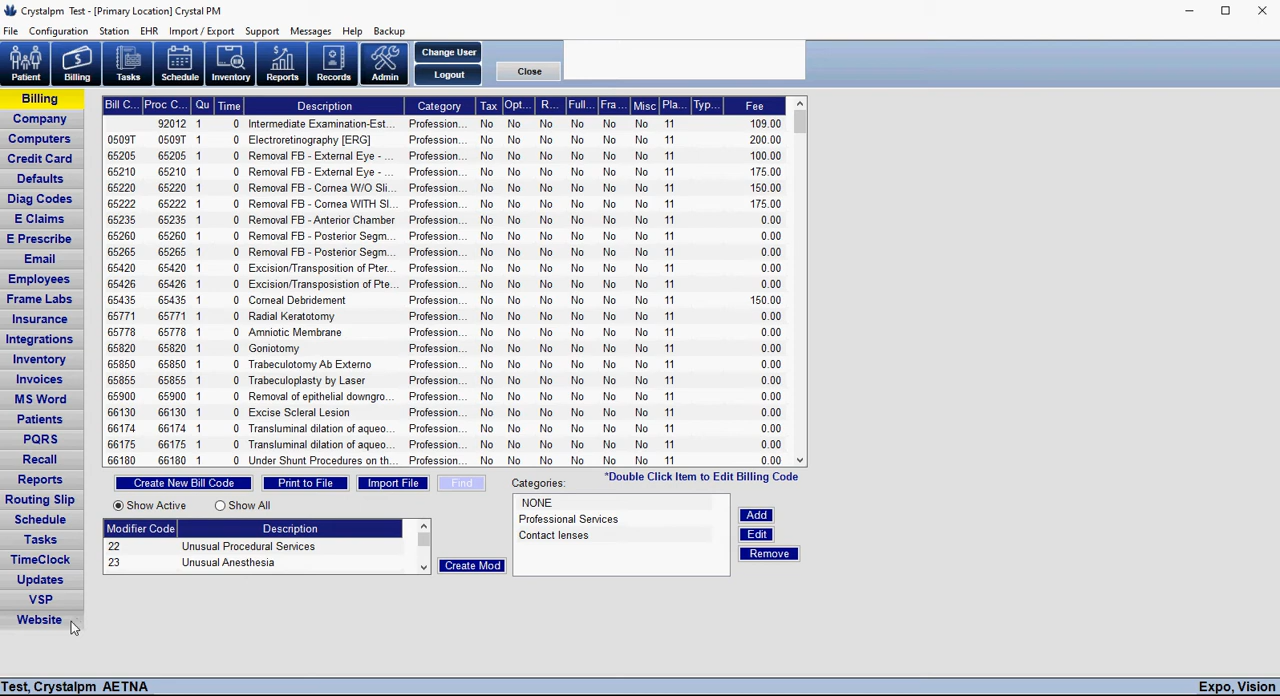 Crystalpm Test - [Primary Location] Crystal PM
File Configuration Station EHR Import / Export Support Messages Help Backup
Patient Billing Tasks Schedule Inventory Reports Records Admin Change User Logout Close
Billing
Company
Computers
Credit Card
Defaults
Diag Codes
E Claims
E Prescribe
Email
Employees
Frame Labs
Insurance
Integrations
Inventory
Invoices
MS Word
Patients
PQRS
Recall
Reports
Routing Slip
Schedule
Tasks
TimeClock
Updates
VSP
Website
Bill C... Proc C... Qu Time Description Category Tax Opt... R... Full... Fra... Misc Pla... Typ... Fee
92012 1 0 Intermediate Examination-Est... Profession... No No No No No No 11 109.00
0509T 0509T 1 0 Electroretinography [ERG] Profession... No No No No No No 11 200.00
65205 65205 1 0 Removal FB - External Eye - ... Profession... No No No No No No 11 100.00
65210 65210 1 0 Removal FB - External Eye - ... Profession... No No No No No No 11 175.00
65220 65220 1 0 Removal FB - Cornea W/O Sli... Profession... No No No No No No 11 150.00
65222 65222 1 0 Removal FB - Cornea WITH Sl... Profession... No No No No No No 11 175.00
65235 65235 1 0 Removal FB - Anterior Chamber Profession... No No No No No No 11 0.00
65260 65260 1 0 Removal FB - Posterior Segm... Profession... No No No No No No 11 0.00
65265 65265 1 0 Removal FB - Posterior Segm... Profession... No No No No No No 11 0.00
65420 65420 1 0 Excision/Transposition of Pter... Profession... No No No No No No 11 0.00
65426 65426 1 0 Excision/Transposistion of Pte... Profession... No No No No No No 11 0.00
65435 65435 1 0 Corneal Debridement Profession... No No No No No No 11 150.00
65771 65771 1 0 Radial Keratotomy Profession... No No No No No No 11 0.00
65778 65778 1 0 Amniotic Membrane Profession... No No No No No No 11 0.00
65820 65820 1 0 Goniotomy Profession... No No No No No No 11 0.00
65850 65850 1 0 Trabeculotomy Ab Externo Profession... No No No No No No 11 0.00
65855 65855 1 0 Trabeculoplasty by Laser Profession... No No No No No No 11 0.00
65900 65900 1 0 Removal of epithelial downgro... Profession... No No No No No No 11 0.00
66130 66130 1 0 Excise Scleral Lesion Profession... No No No No No No 11 0.00
66174 66174 1 0 Transluminal dilation of aqueo... Profession... No No No No No No 11 0.00
66175 66175 1 0 Transluminal dilation of aqueo... Profession... No No No No No No 11 0.00
66180 66180 1 0 Under Shunt Procedures on th... Profession... No No No No No No 11 0.00
*Double Click Item to Edit Billing Code
Create New Bill Code Print to File Import File Find Categories:
Show Active Show All
NONE
Professional Services
Contact lenses
Add
Edit
Remove
Modifier Code Description
22 Unusual Procedural Services
23 Unusual Anesthesia
Create Mod
Test, Crystalpm AETNA Expo, Vision